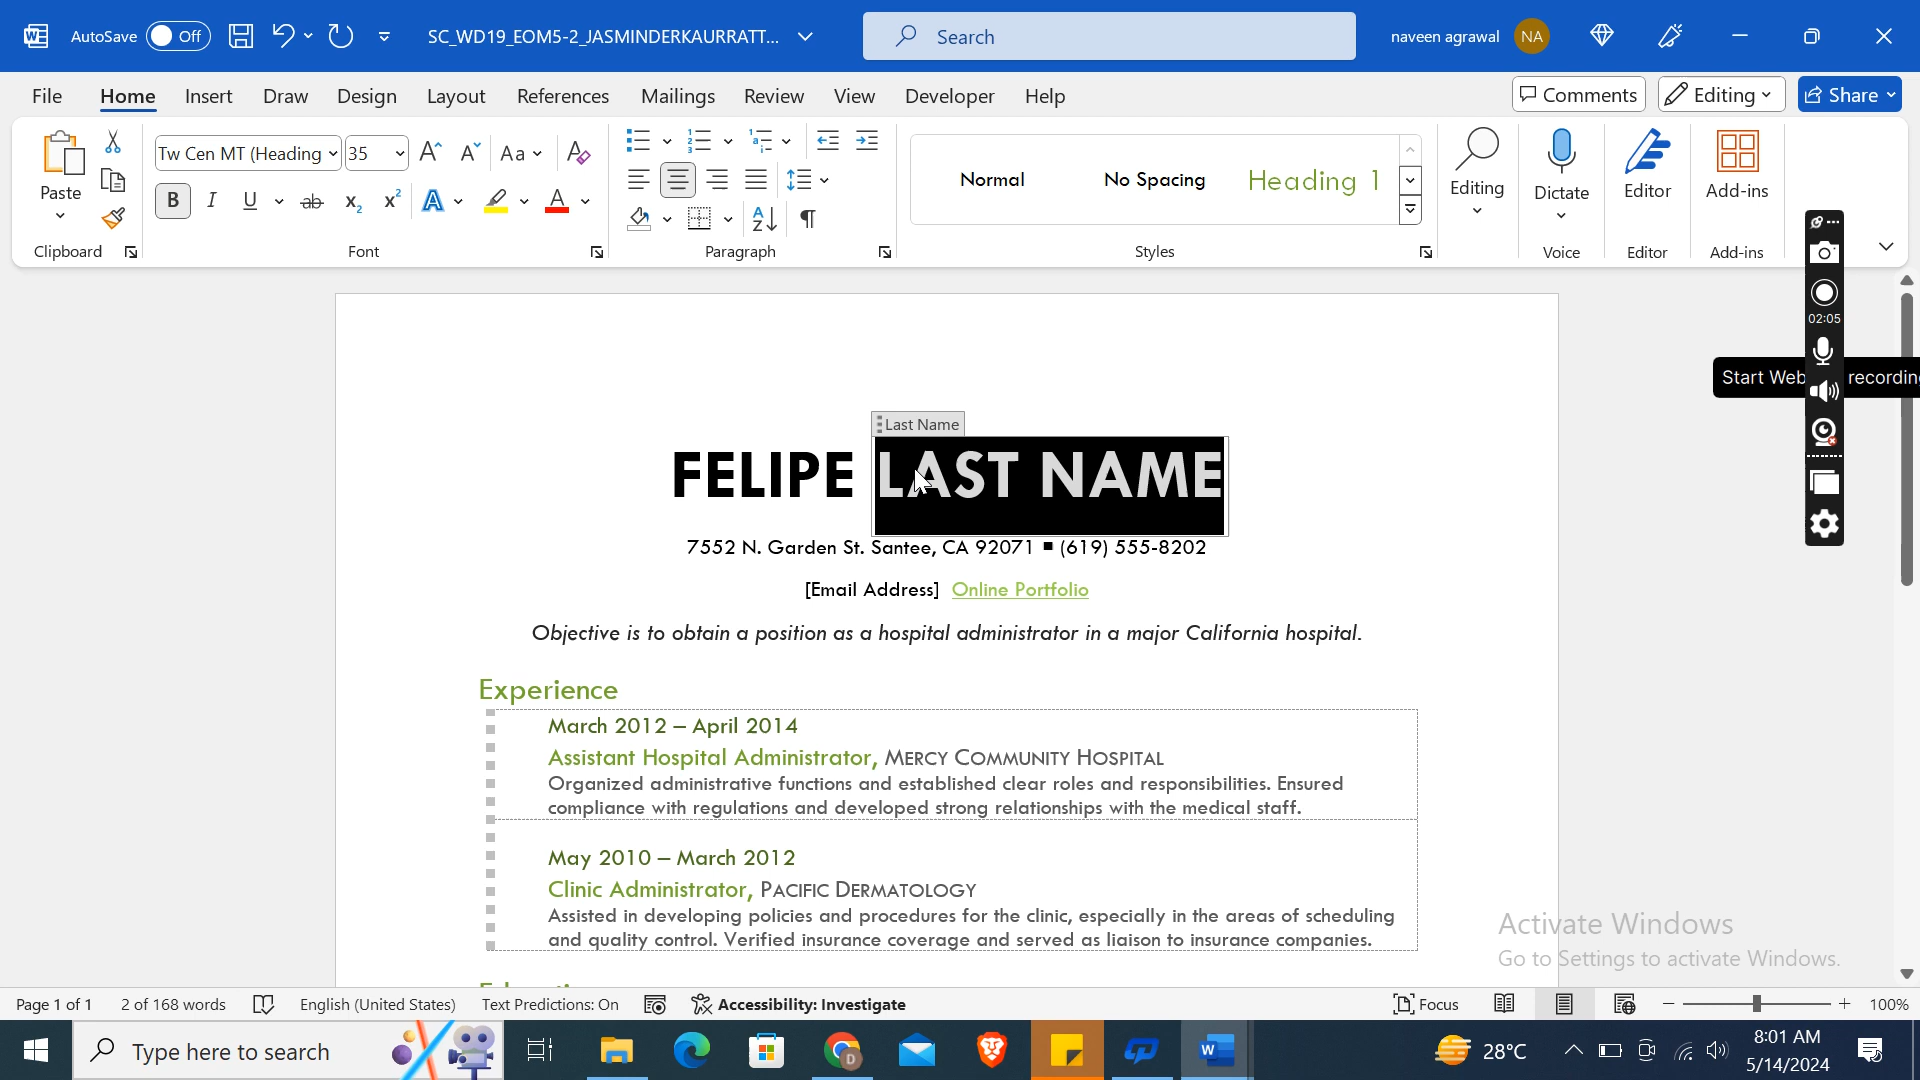 AutoSave Off SC_WD19_EOM5-2_JASMINDERKAURRATT... Search naveen agrawal NA
File Home Insert Draw Design Layout References Mailings Review View Developer Help Comments Editing Share
Paste Tw Cen MT (Heading 35 Aa Normal No Spacing Heading 1 Editing Dictate Editor Add-ins
Clipboard Font Paragraph Styles Voice Editor Add-ins
02:05
Start Web recordin
Last Name
FELIPE LAST NAME
7552 N. Garden St. Santee, CA 92071 ■ (619) 555-8202
[Email Address] Online Portfolio
Objective is to obtain a position as a hospital administrator in a major California hospital.
Experience
March 2012 – April 2014
Assistant Hospital Administrator, MERCY COMMUNITY HOSPITAL
Organized administrative functions and established clear roles and responsibilities. Ensured
compliance with regulations and developed strong relationships with the medical staff.
May 2010 – March 2012
Clinic Administrator, PACIFIC DERMATOLOGY
Assisted in developing policies and procedures for the clinic, especially in the areas of scheduling
and quality control. Verified insurance coverage and served as liaison to insurance companies.
Activate Windows
Go to Settings to activate Windows.
Page 1 of 1 2 of 168 words English (United States) Text Predictions: On Accessibility: Investigate Focus 100%
Type here to search 28°C 8:01 AM
5/14/2024